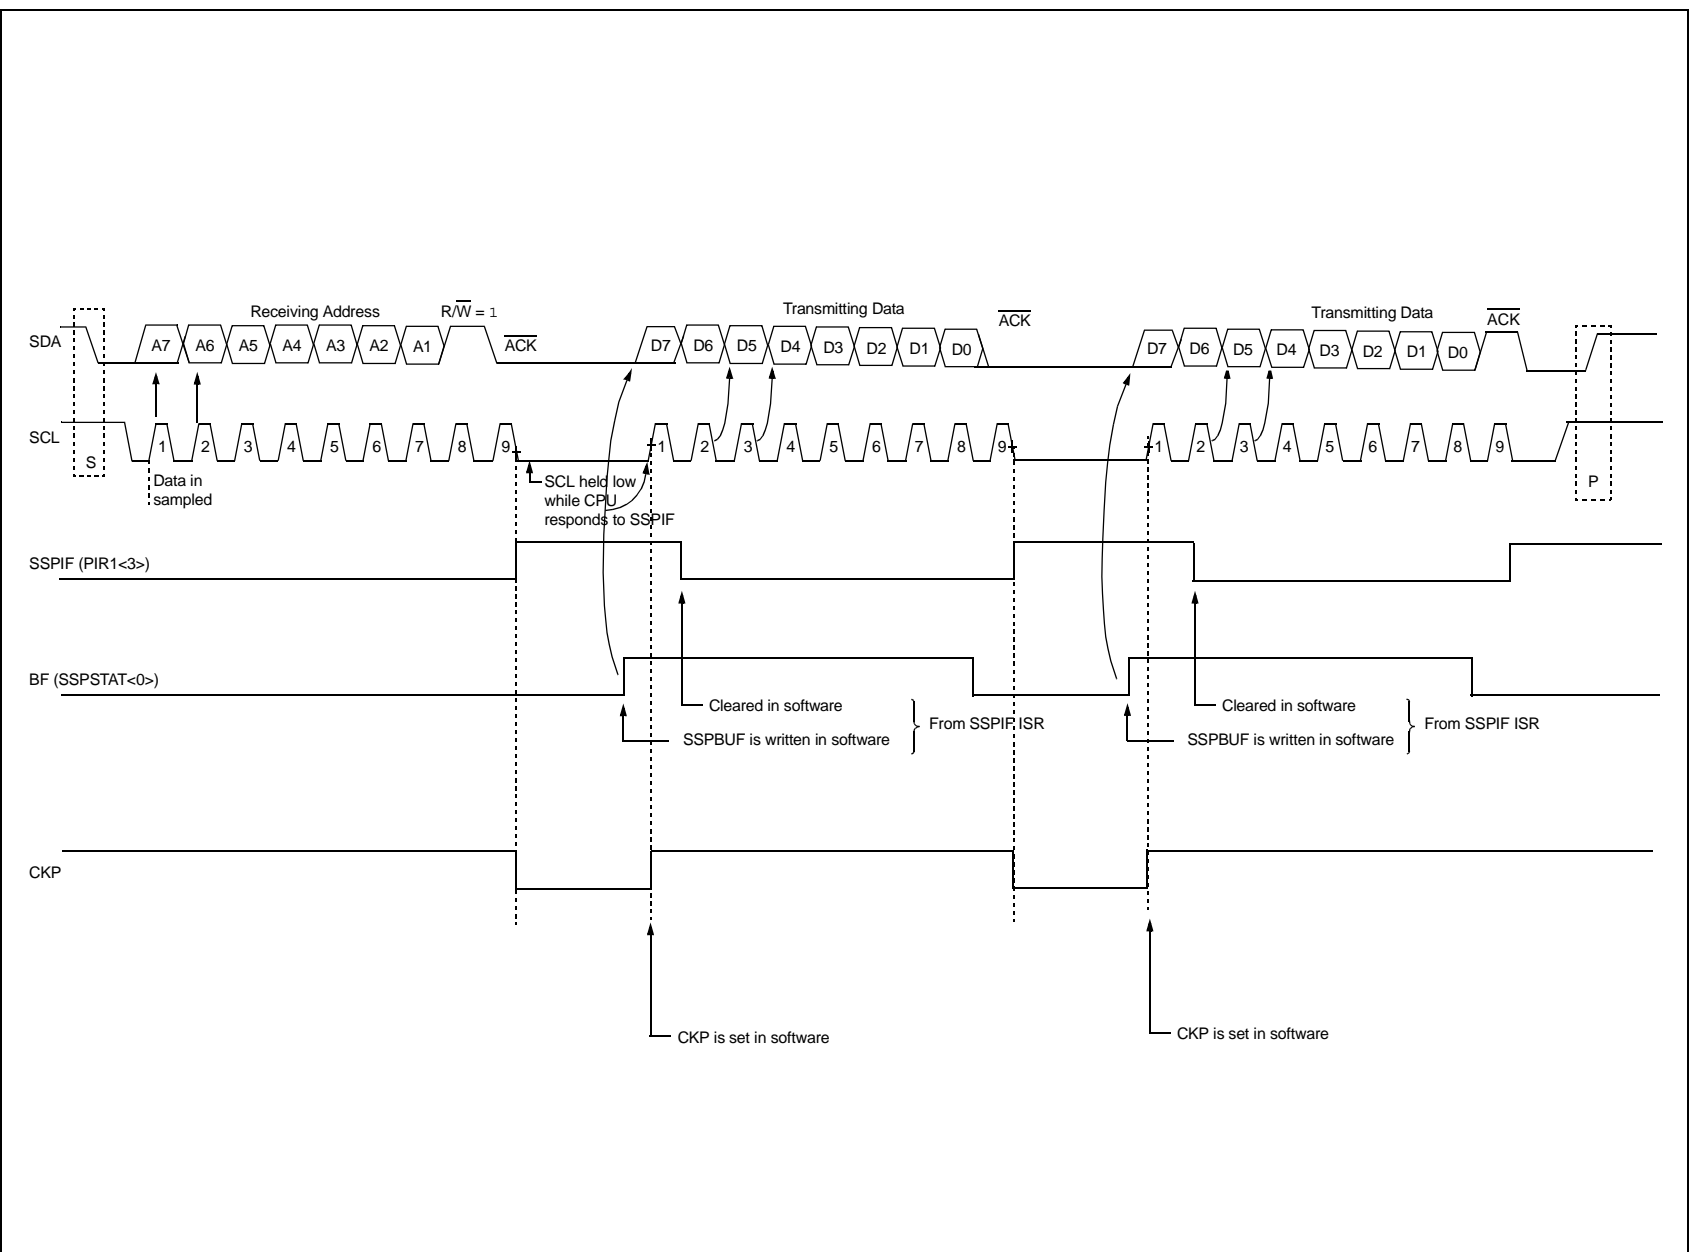 Receiving Address R/W = 1 Transmitting Data Transmitting Data
SDA A7 A6 A5 A4 A3 A2 A1 ACK D7 D6 D5 D4 D3 D2 D1 D0 ACK D7 D6 D5 D4 D3 D2 D1 D0 ACK
SCL S 1 2 3 4 5 6 7 8 9 1 2 3 4 5 6 7 8 9 1 2 3 4 5 6 7 8 9 P
Data in
sampled
SCL held low
while CPU
responds to SSPIF
SSPIF (PIR1<3>)
BF (SSPSTAT<0>)
Cleared in software
SSPBUF is written in software
From SSPIF ISR
Cleared in software
SSPBUF is written in software
From SSPIF ISR
CKP
CKP is set in software
CKP is set in software